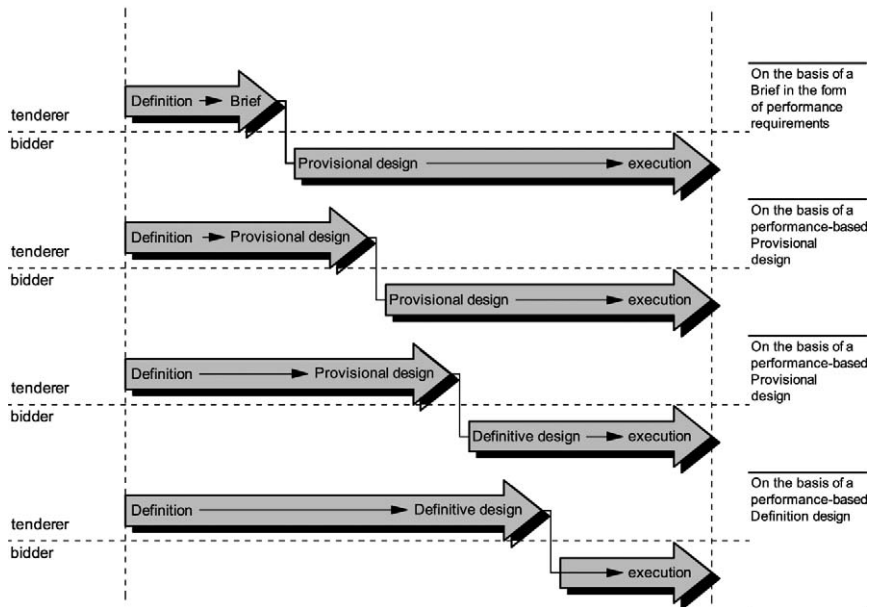 On the basis of a
Brief in the form
of performance
requirements
Definition Brief
tenderer
bidder
Provisional design execution
On the basis of a
performance-based
Provisional
design
Definition Provisional design
tenderer
bidder
Provisional design execution
On the basis of a
performance-based
Provisional
design
Definition Provisional design
tenderer
bidder
Definitive design execution
On the basis of a
performance-based
Definition design
Definition Definitive design
tenderer
bidder
execution